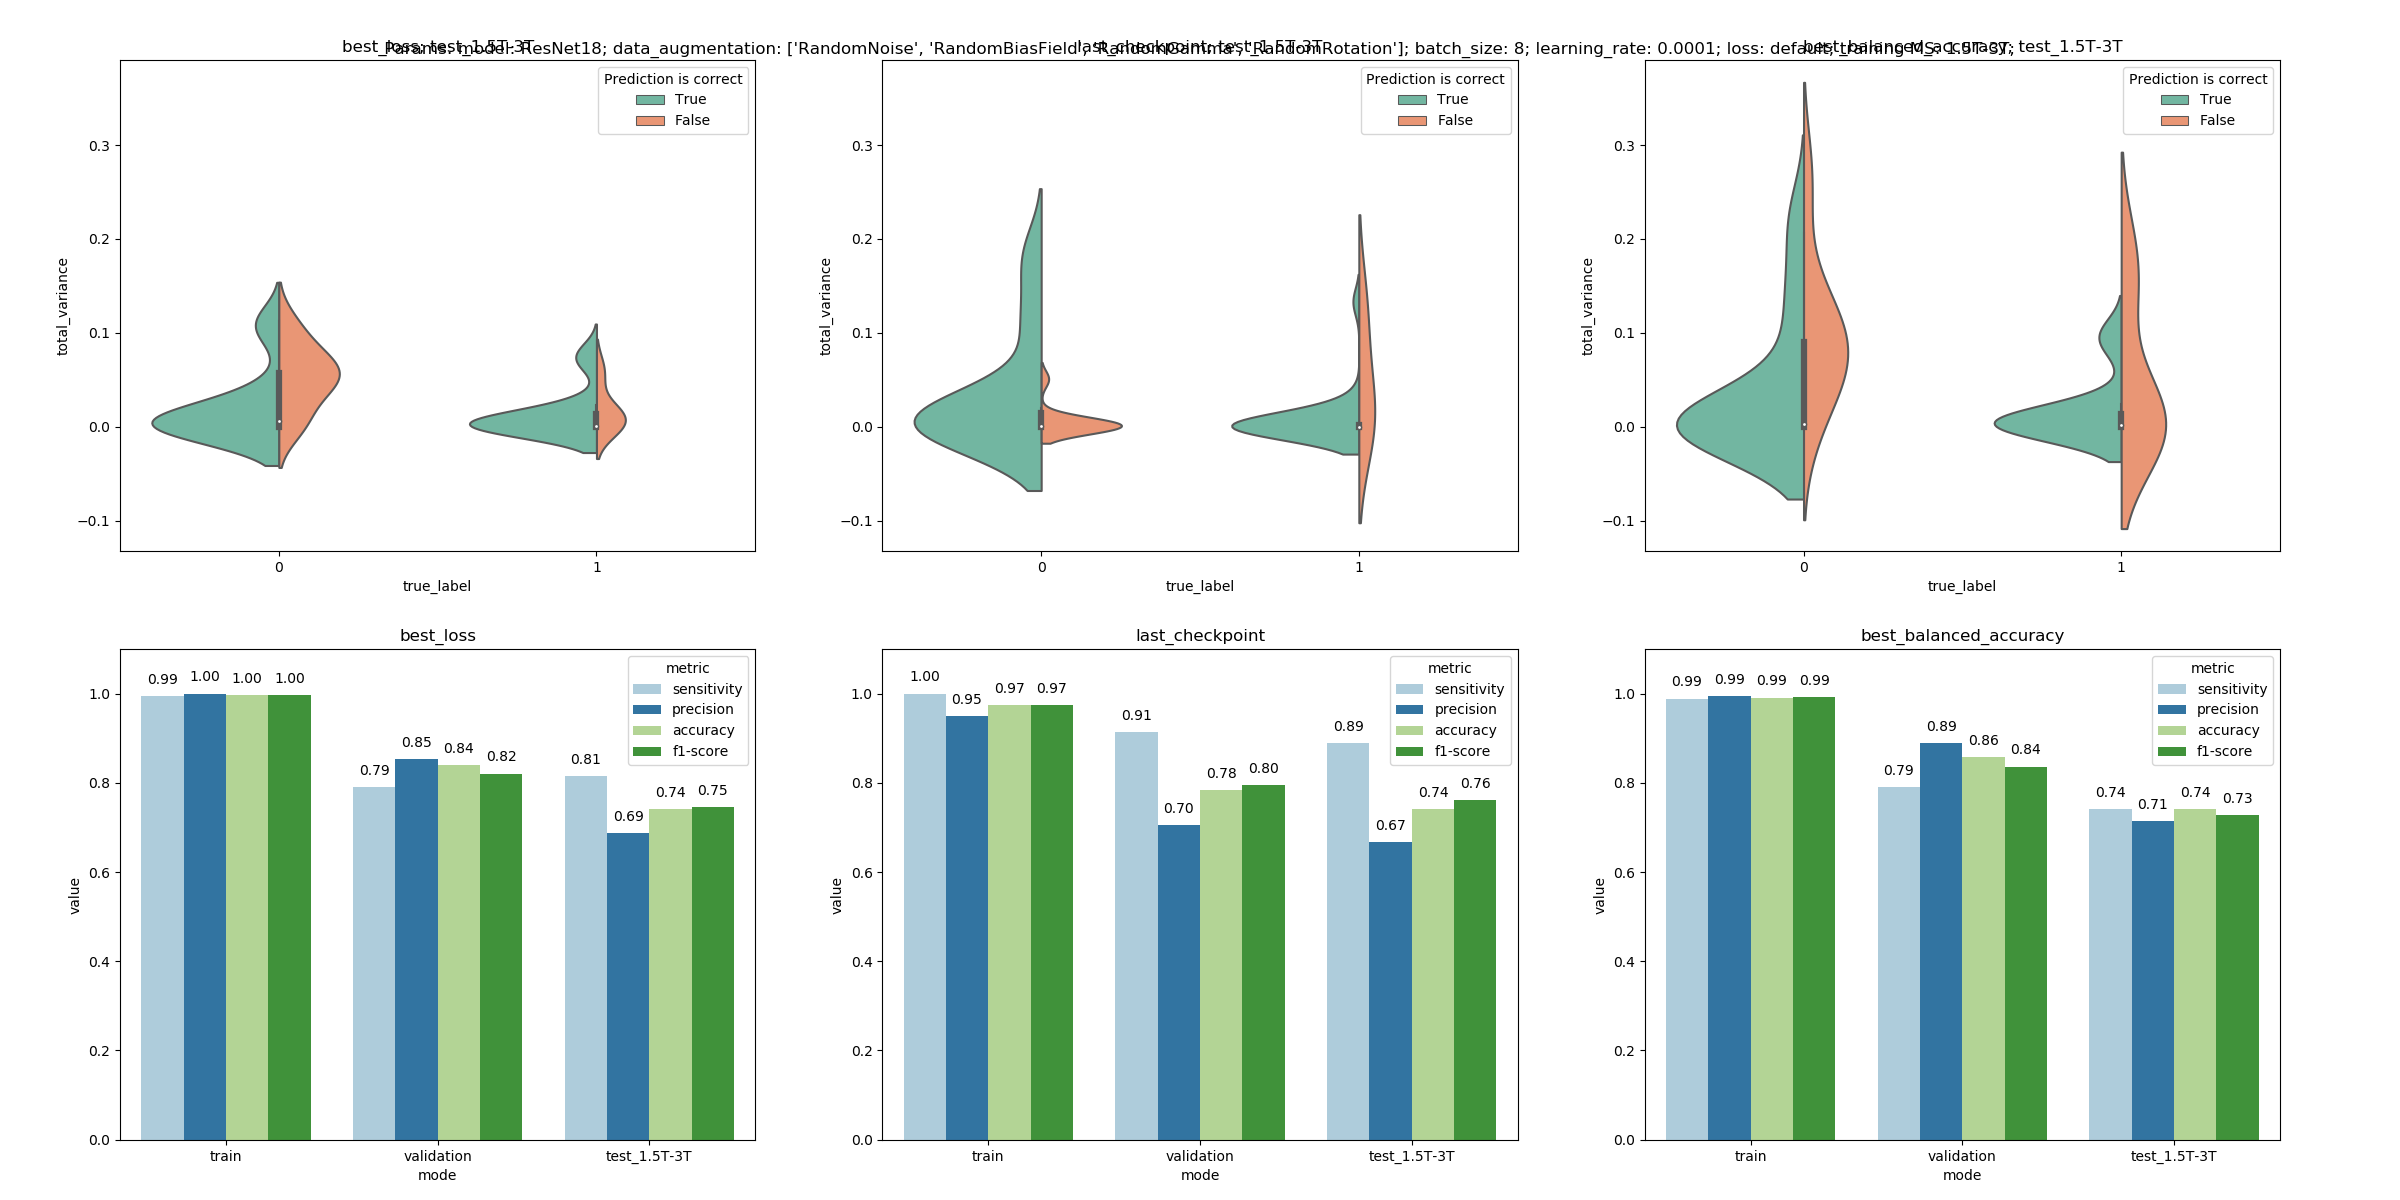 best_loss; test_1.5T-3T
last_checkpoint; test_1.5T-3T
best_balanced_accuracy; test_1.5T-3T
Params: model: ResNet18; data_augmentation: ['RandomNoise', 'RandomBiasField', 'RandomGamma', 'RandomRotation']; batch_size: 8; learning_rate: 0.0001; loss: default; training MS: 1.5T-3T;
Prediction is correct
True
False
0.3
0.2
0.1
0.0
−0.1
total_variance
0
1
true_label
Prediction is correct
True
False
0.3
0.2
0.1
0.0
−0.1
total_variance
0
1
true_label
Prediction is correct
True
False
0.3
0.2
0.1
0.0
−0.1
total_variance
0
1
true_label
best_loss
metric
sensitivity
precision
accuracy
f1-score
0.99
1.00
1.00
1.00
0.79
0.85
0.84
0.82
0.81
0.69
0.74
0.75
1.0
0.8
0.6
0.4
0.2
0.0
value
train
validation
test_1.5T-3T
mode
last_checkpoint
metric
sensitivity
precision
accuracy
f1-score
1.00
0.95
0.97
0.97
0.91
0.70
0.78
0.80
0.89
0.67
0.74
0.76
1.0
0.8
0.6
0.4
0.2
0.0
value
train
validation
test_1.5T-3T
mode
best_balanced_accuracy
metric
sensitivity
precision
accuracy
f1-score
0.99
0.99
0.99
0.99
0.79
0.89
0.86
0.84
0.74
0.71
0.74
0.73
1.0
0.8
0.6
0.4
0.2
0.0
value
train
validation
test_1.5T-3T
mode